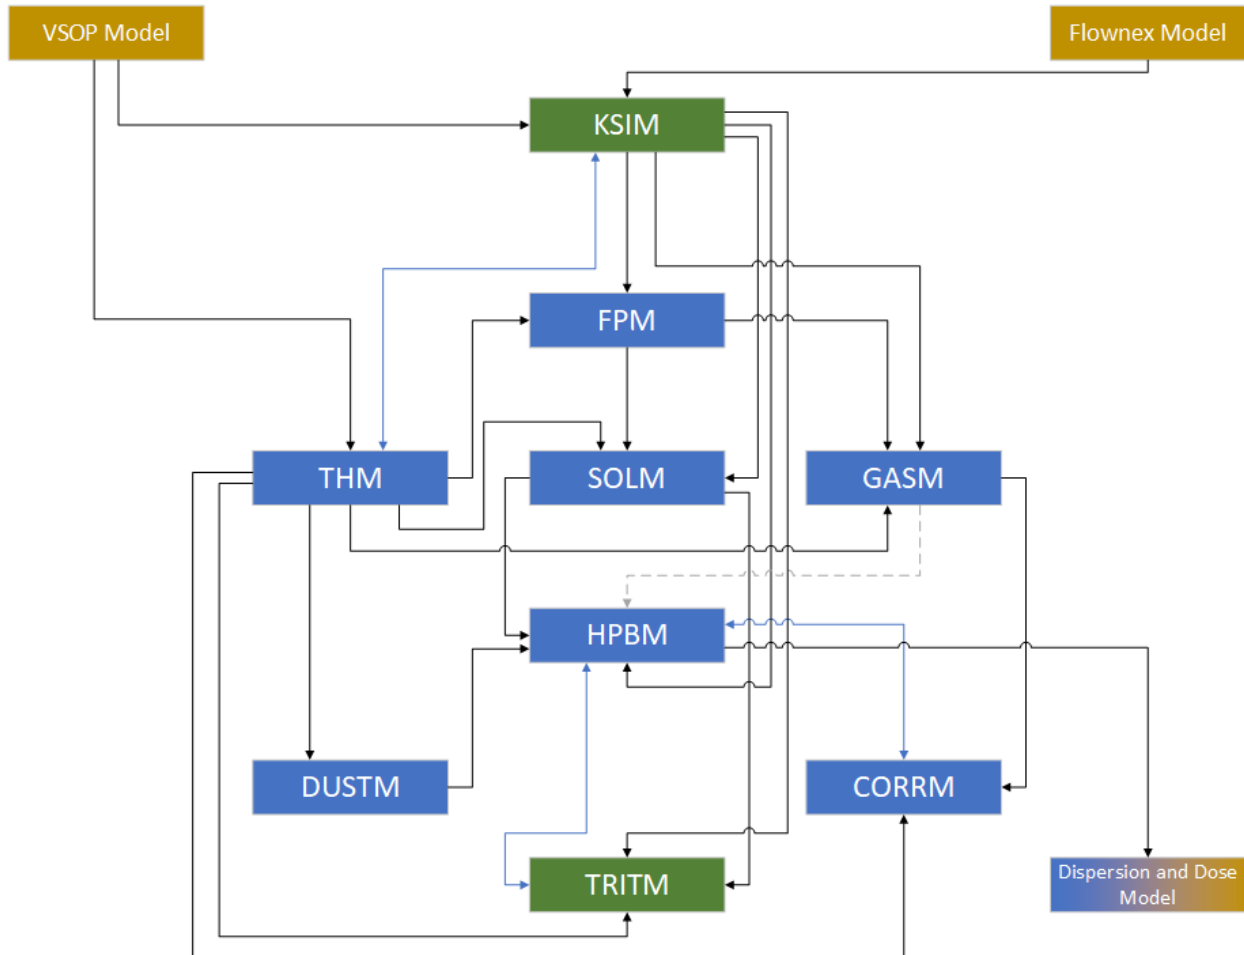 VSOP Model
Flownex Model
KSIM
FPM
THM
SOLM
GASM
HPBM
DUSTM
CORRM
TRITM
Dispersion and Dose
Model